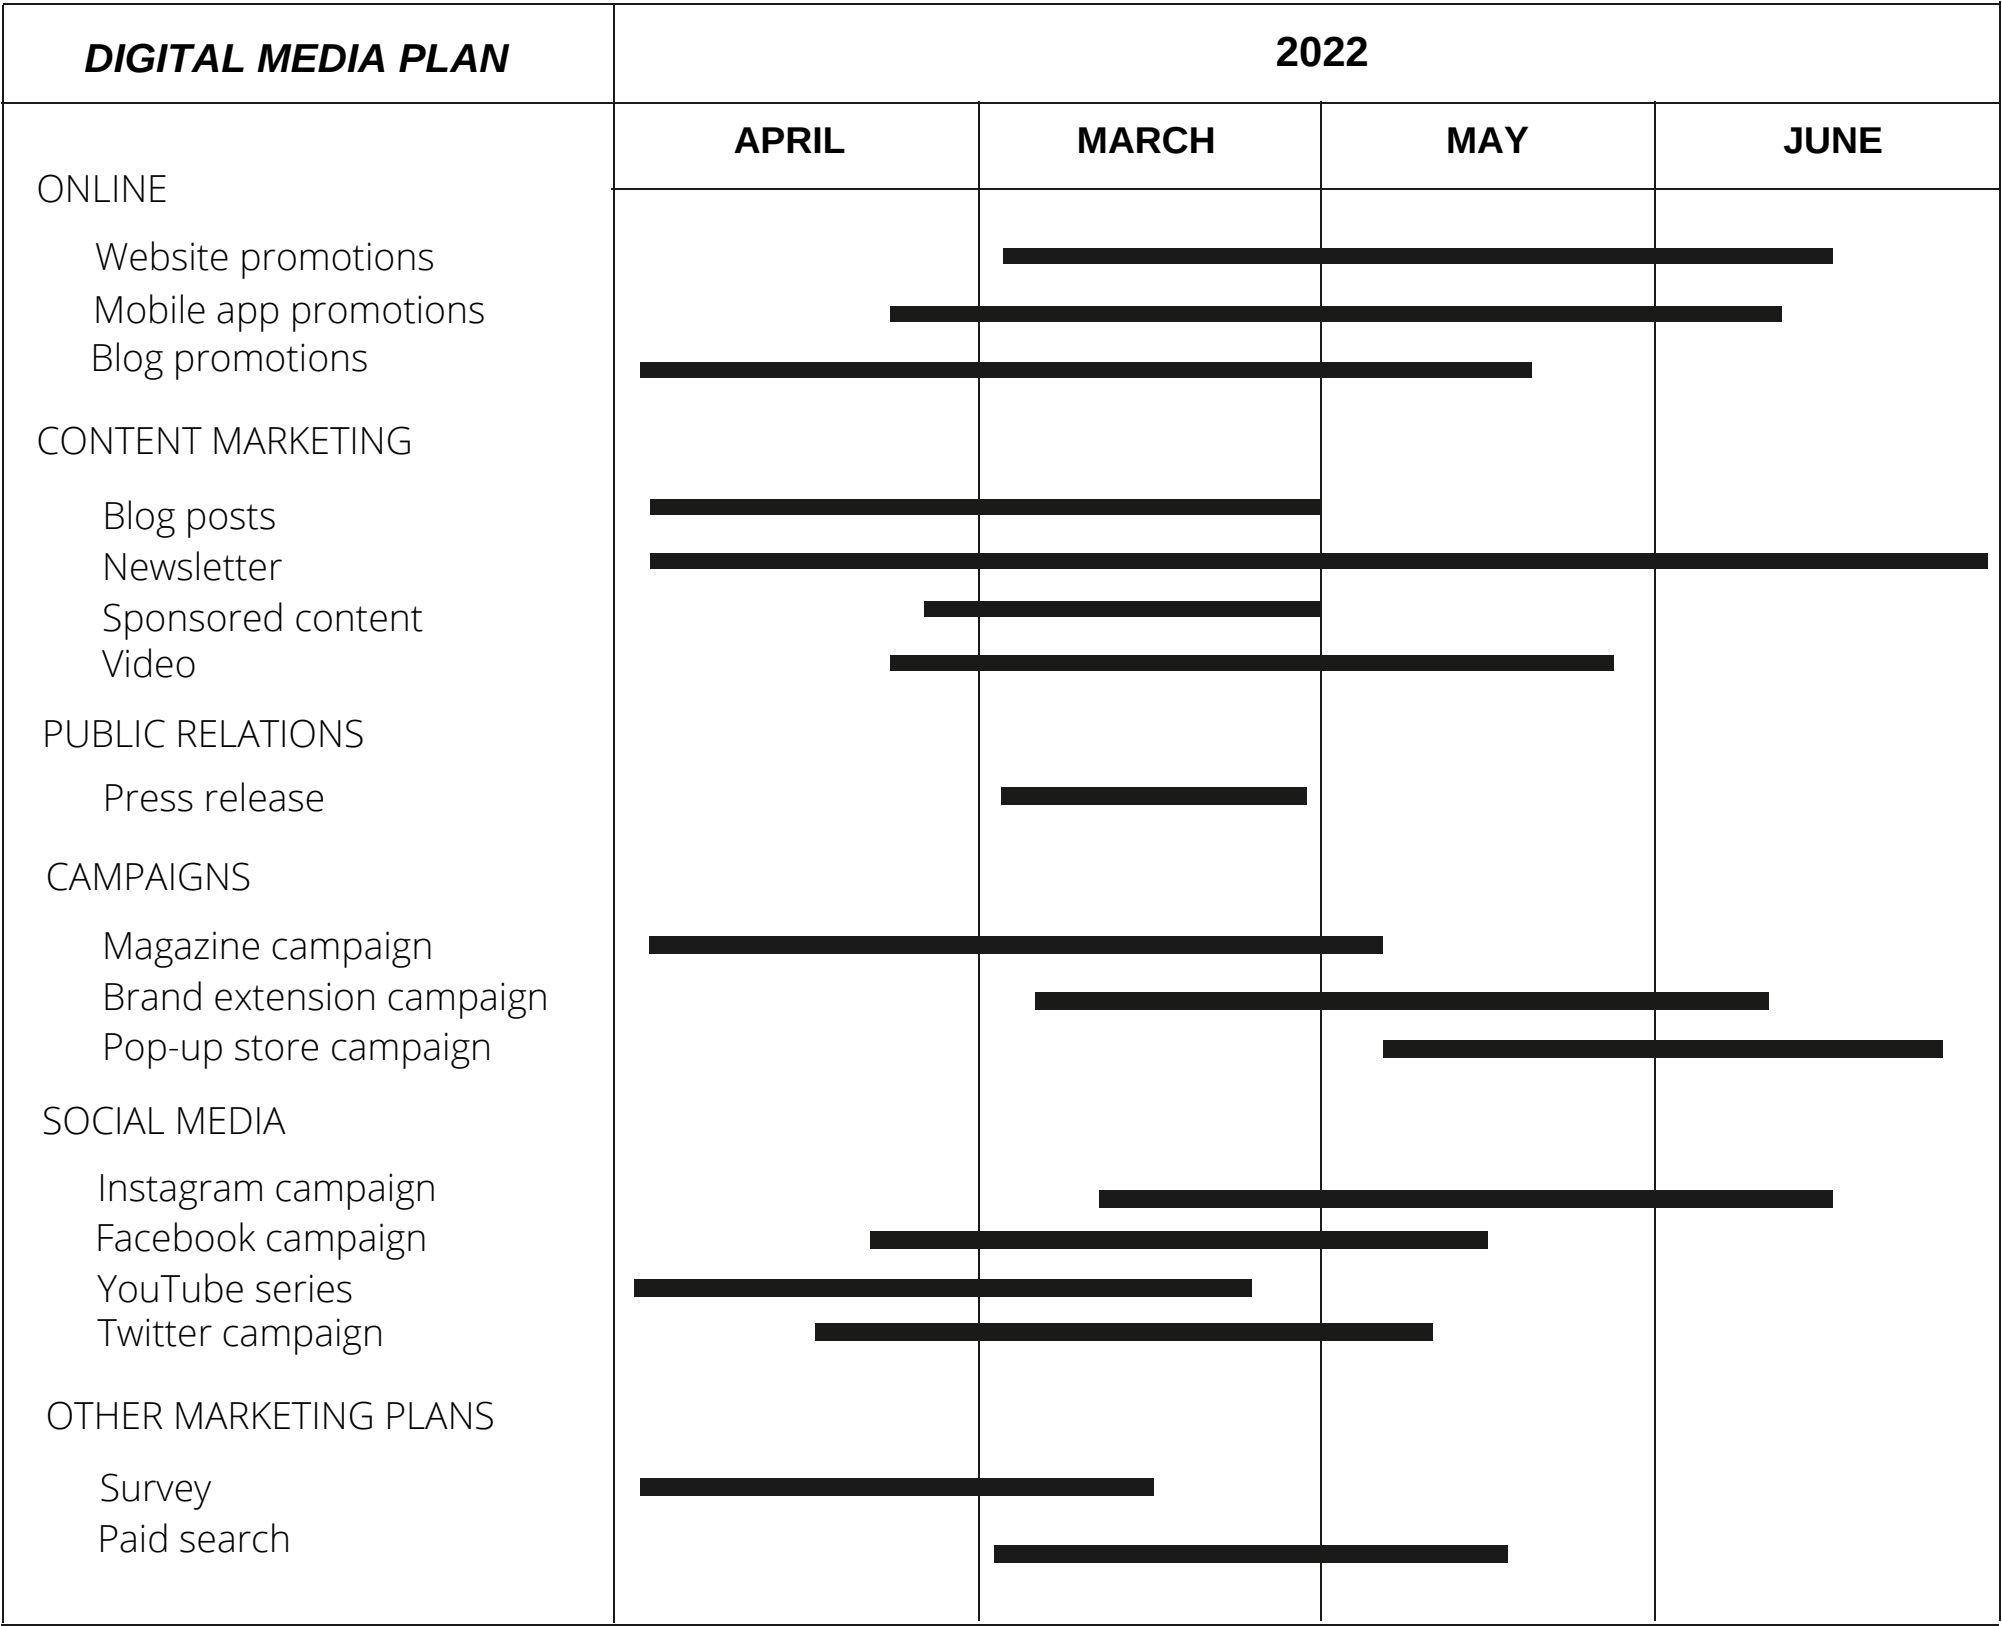 DIGITAL MEDIA PLAN
2022
APRIL
MARCH
MAY
JUNE
ONLINE
Website promotions
Mobile app promotions
Blog promotions
CONTENT MARKETING
Blog posts
Newsletter
Sponsored content
Video
PUBLIC RELATIONS
Press release
CAMPAIGNS
Magazine campaign
Brand extension campaign
Pop-up store campaign
SOCIAL MEDIA
Instagram campaign
Facebook campaign
YouTube series
Twitter campaign
OTHER MARKETING PLANS
Survey
Paid search